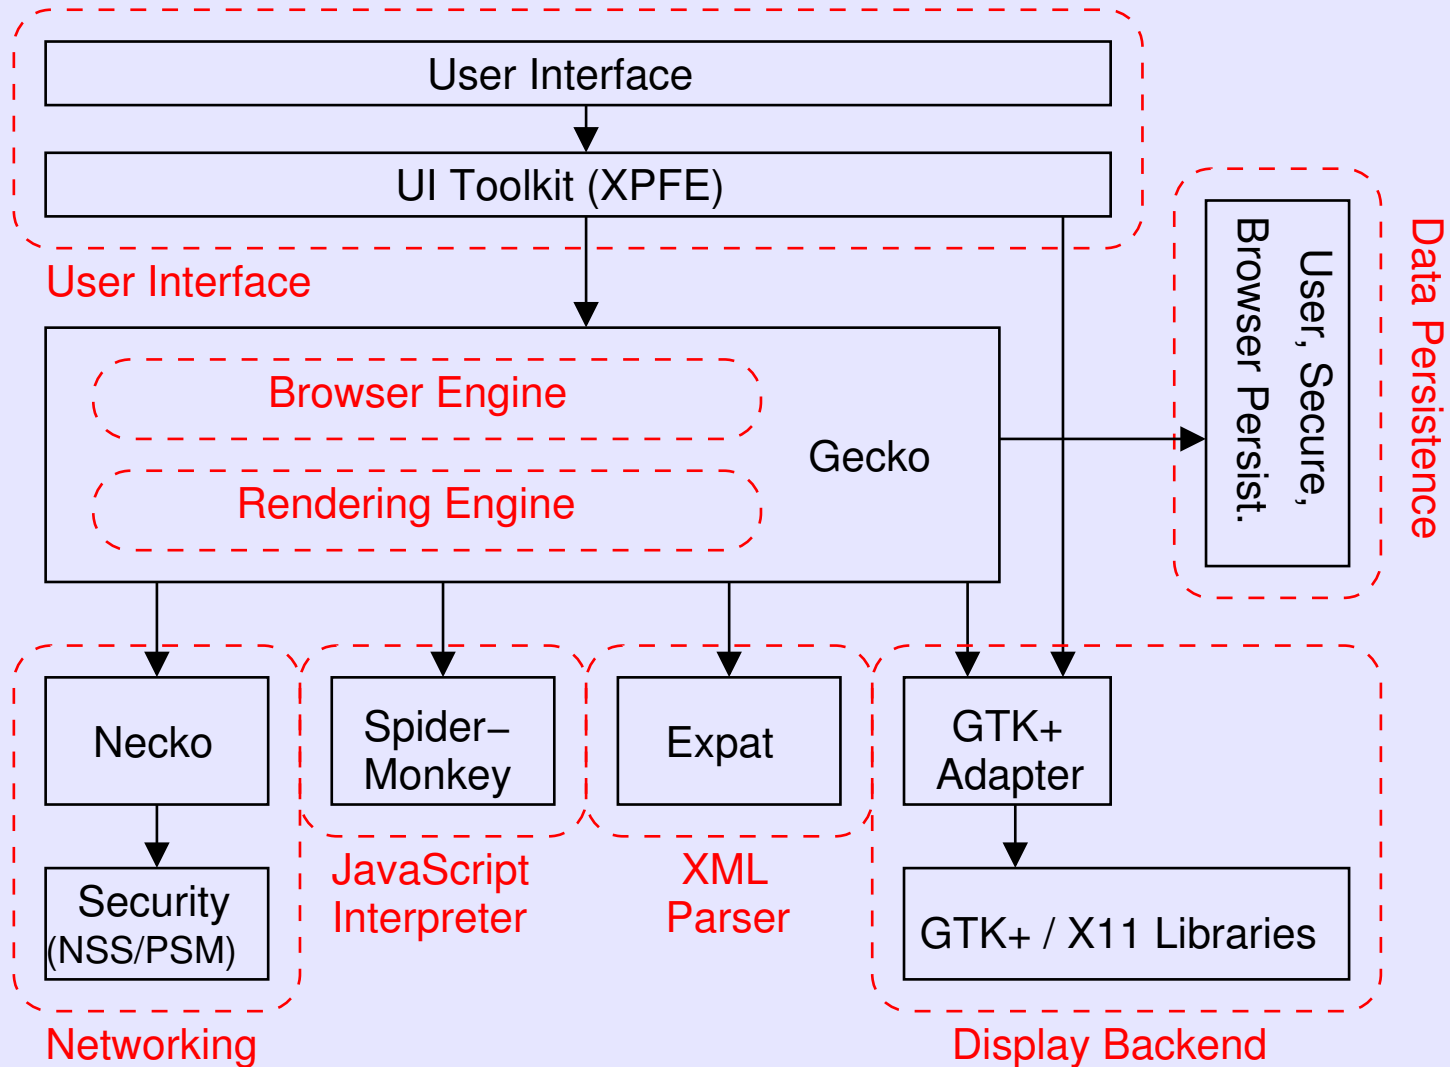 User Interface
UI Toolkit (XPFE)
User Interface
Browser Engine
Rendering Engine
Gecko
User, Secure,
Browser Persist.
Data Persistence
Necko
Security
(NSS/PSM)
Networking
Spider–
Monkey
JavaScript
Interpreter
Expat
XML
Parser
GTK+
Adapter
GTK+ / X11 Libraries
Display Backend